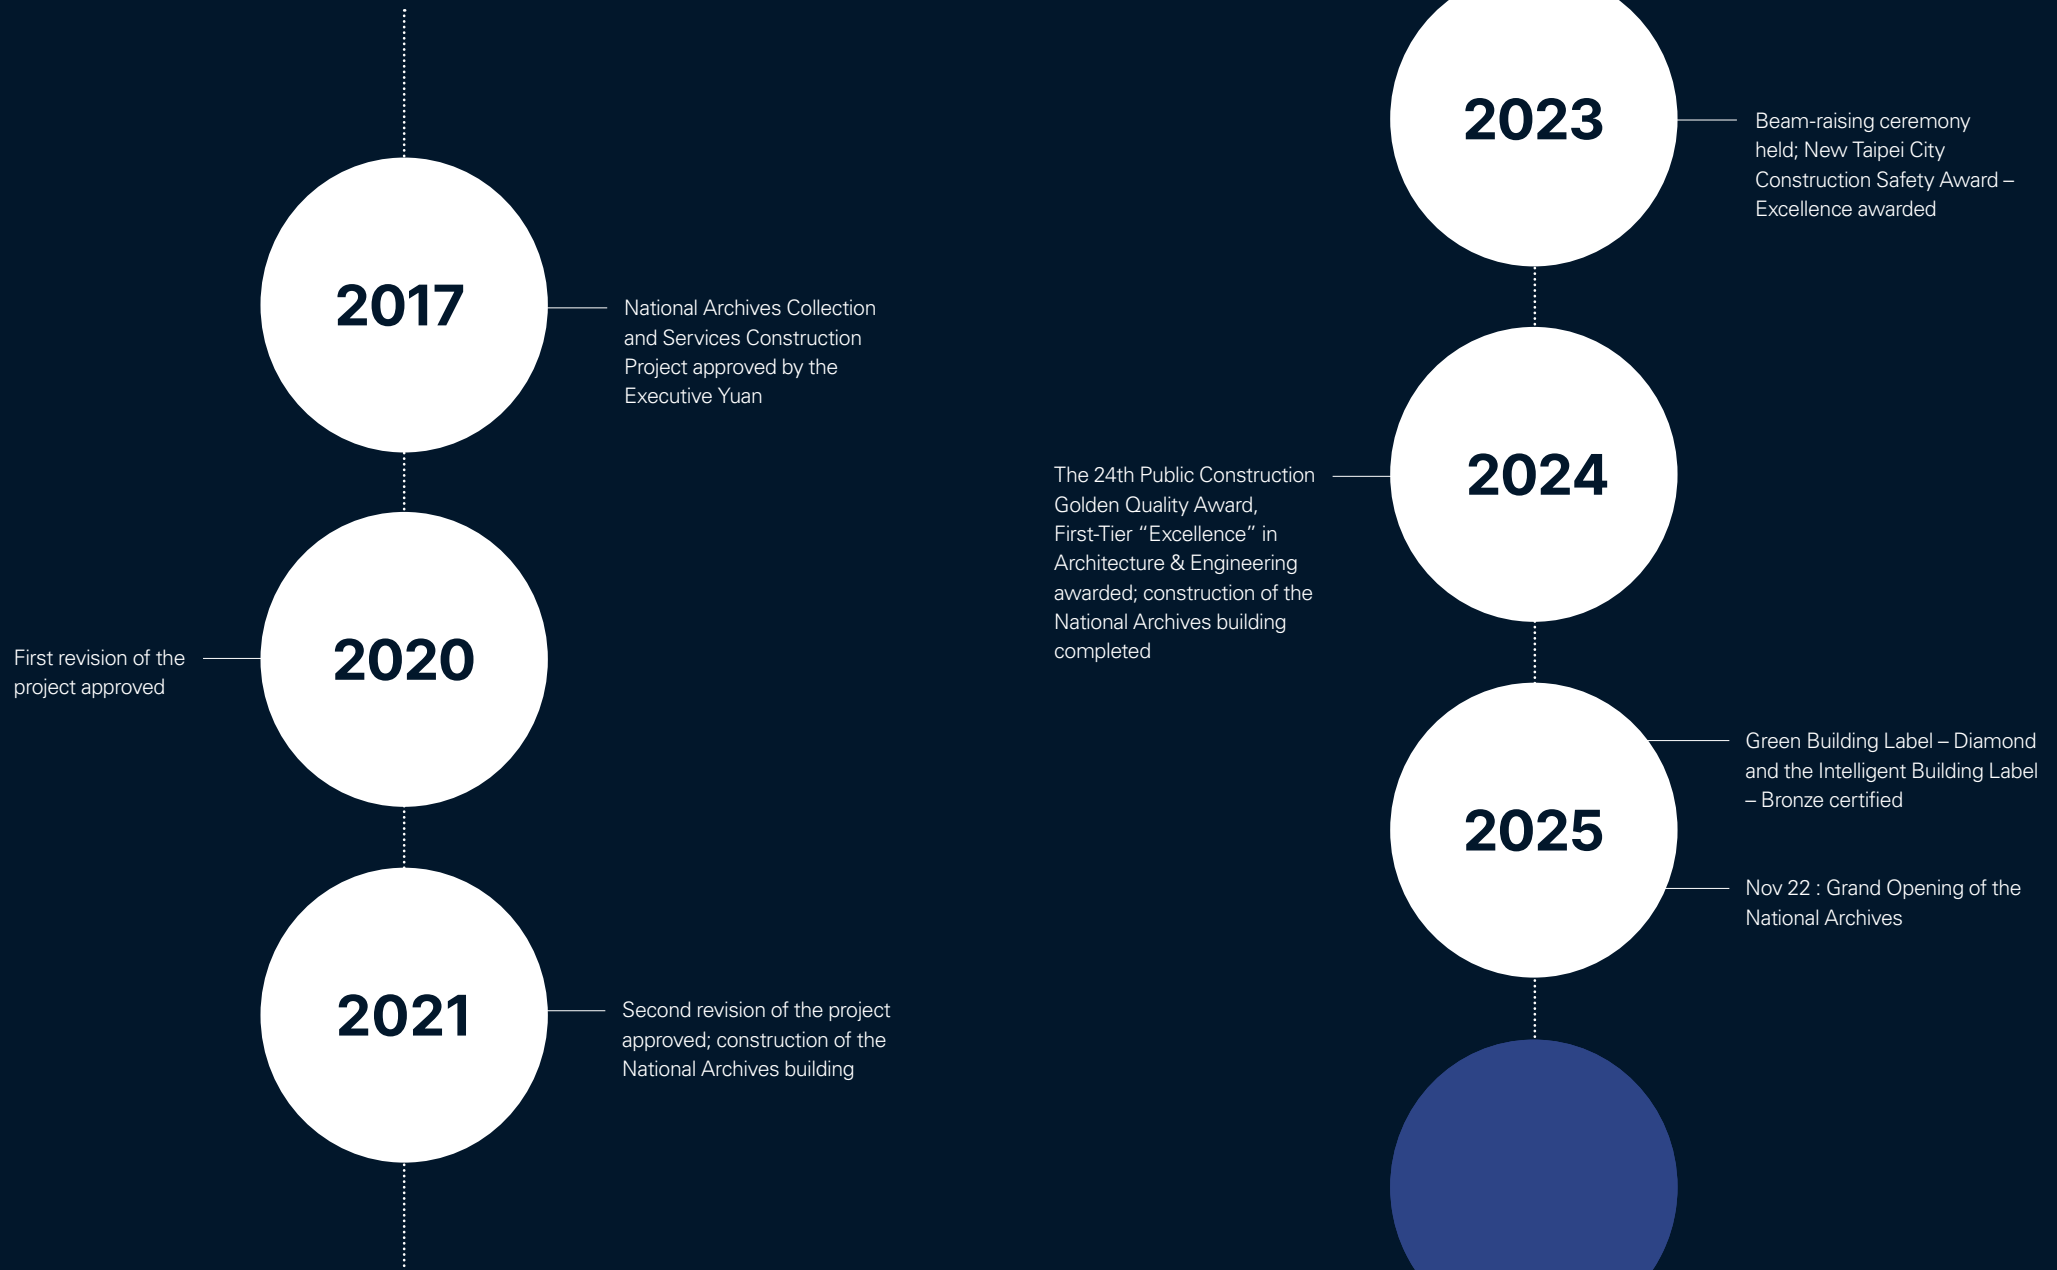 2017
National Archives Collection
and Services Construction
Project approved by the
Executive Yuan
2020
First revision of the
project approved
2021
Second revision of the project
approved; construction of the
National Archives building
2023
Beam-raising ceremony
held; New Taipei City
Construction Safety Award –
Excellence awarded
2024
The 24th Public Construction
Golden Quality Award,
First-Tier “Excellence” in
Architecture & Engineering
awarded; construction of the
National Archives building
completed
2025
Green Building Label – Diamond
and the Intelligent Building Label
– Bronze certified
Nov 22 : Grand Opening of the
National Archives